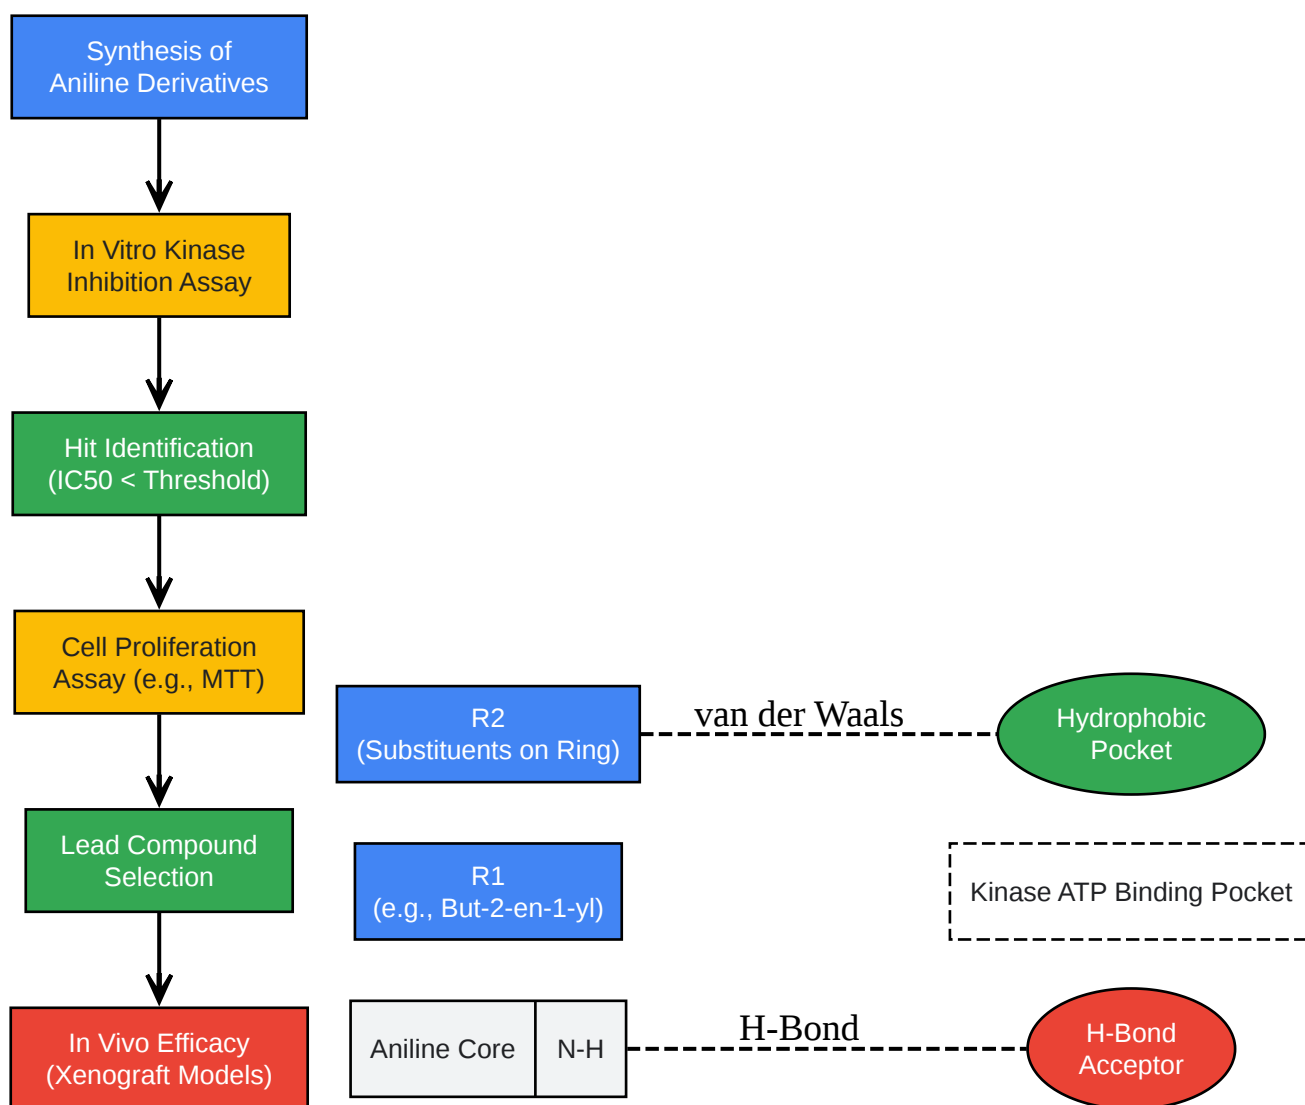 Synthesis of
Aniline Derivatives
In Vitro Kinase
Inhibition Assay
Hit Identification
(IC50 < Threshold)
Cell Proliferation
Assay (e.g., MTT)
Lead Compound
Selection
In Vivo Efficacy
(Xenograft Models)
R2
(Substituents on Ring)
van der Waals
Hydrophobic
Pocket
R1
(e.g., But-2-en-1-yl)
Kinase ATP Binding Pocket
Aniline Core
N-H
H-Bond
H-Bond
Acceptor